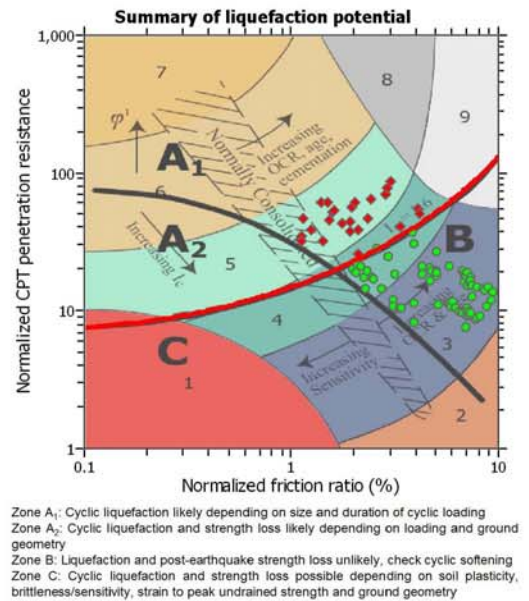 Summary of liquefaction potential
1,000
7
8
9
φ'
A1
Normally Consolidated
Increasing
OCR, age,
cementation
100
6
A2
Increasing Ic
5
B
Normalized CPT penetration resistance
10
4
Increasing
3
Increasing
Sensitivity
C
1
2
1
0.1
1
10
Normalized friction ratio (%)
Zone A1: Cyclic liquefaction likely depending on size and duration of cyclic loading
Zone A2: Cyclic liquefaction and strength loss likely depending on loading and ground
geometry
Zone B: Liquefaction and post-earthquake strength loss unlikely, check cyclic softening
Zone C: Cyclic liquefaction and strength loss possible depending on soil plasticity,
brittleness/sensitivity, strain to peak undrained strength and ground geometry